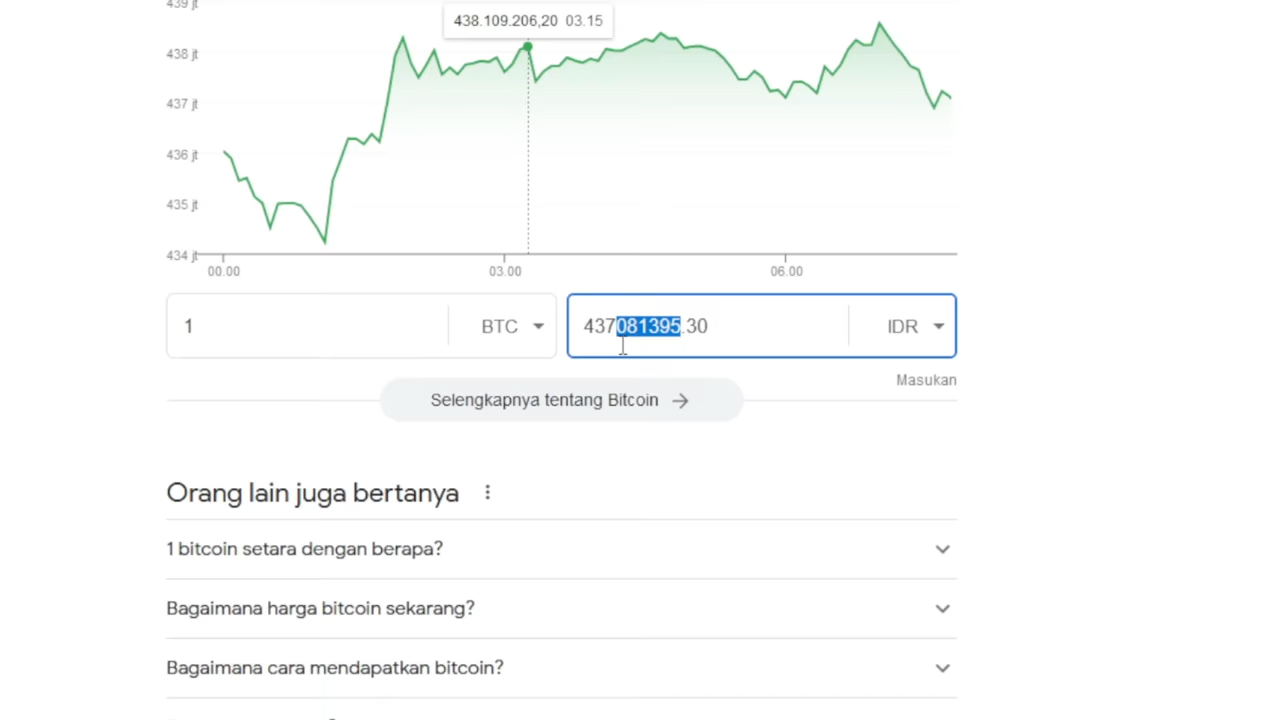 439 jt
438.109.206,20 03.15
438 jt
437 jt
436 jt
435 jt
434 jt
00.00 03.00 06.00
1 BTC 437081395.30 IDR
Masukan
Selengkapnya tentang Bitcoin
Orang lain juga bertanya
1 bitcoin setara dengan berapa?
Bagaimana harga bitcoin sekarang?
Bagaimana cara mendapatkan bitcoin?